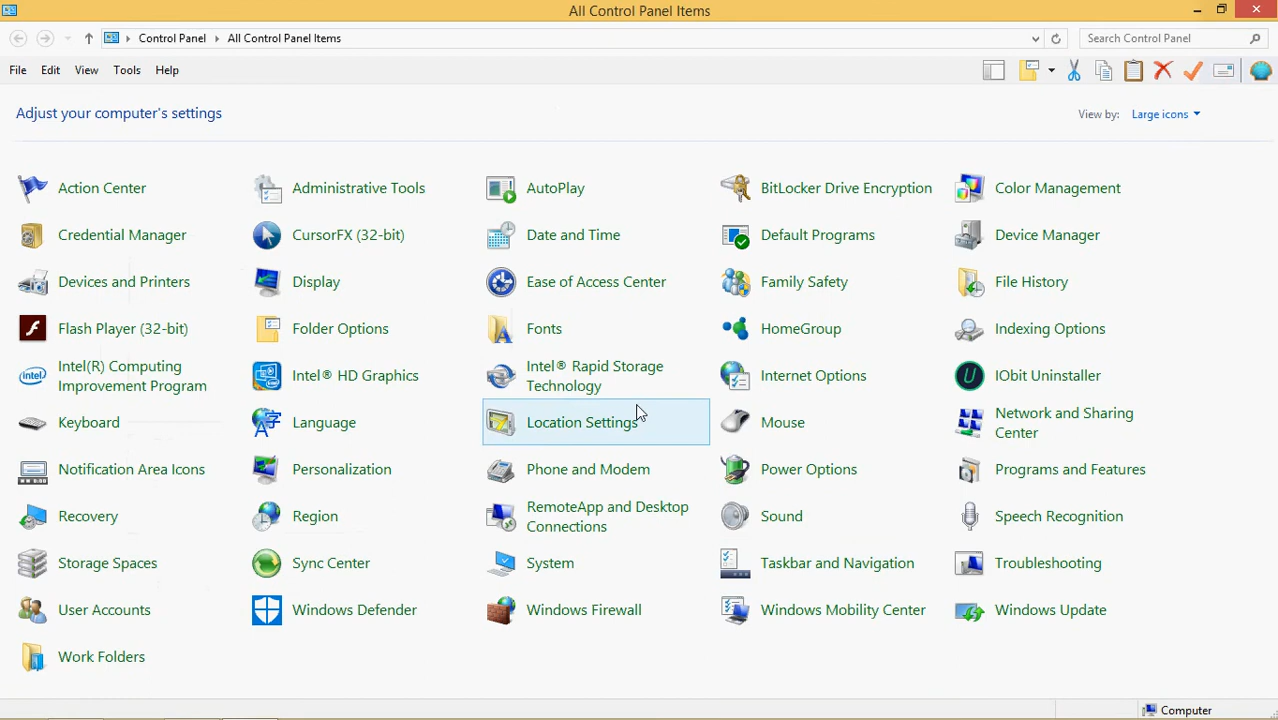 All Control Panel Items
Control Panel All Control Panel Items Search Control Panel
File Edit View Tools Help
Adjust your computer's settings View by: Large icons
Action Center Administrative Tools AutoPlay BitLocker Drive Encryption Color Management
Credential Manager CursorFX (32-bit) Date and Time Default Programs Device Manager
Devices and Printers Display Ease of Access Center Family Safety File History
Flash Player (32-bit) Folder Options Fonts HomeGroup Indexing Options
Intel(R) Computing
Improvement Program
intel
Intel® HD Graphics
Intel® Rapid Storage
Technology
Internet Options IObit Uninstaller
Keyboard Language Location Settings Mouse
Network and Sharing
Center
Notification Area Icons Personalization Phone and Modem Power Options Programs and Features
Recovery Region
RemoteApp and Desktop
Connections
Sound Speech Recognition
Storage Spaces Sync Center System Taskbar and Navigation Troubleshooting
User Accounts Windows Defender Windows Firewall Windows Mobility Center Windows Update
Work Folders
Computer